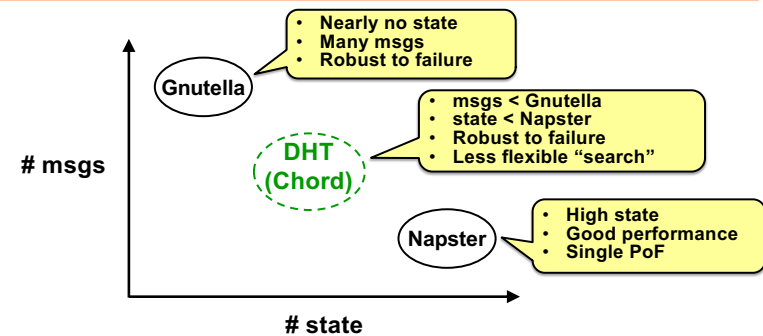 • Nearly no state
• Many msgs
• Robust to failure
Gnutella
• msgs < Gnutella
• state < Napster
• Robust to failure
• Less flexible “search”
DHT
(Chord)
# msgs
• High state
• Good performance
• Single PoF
Napster
# state